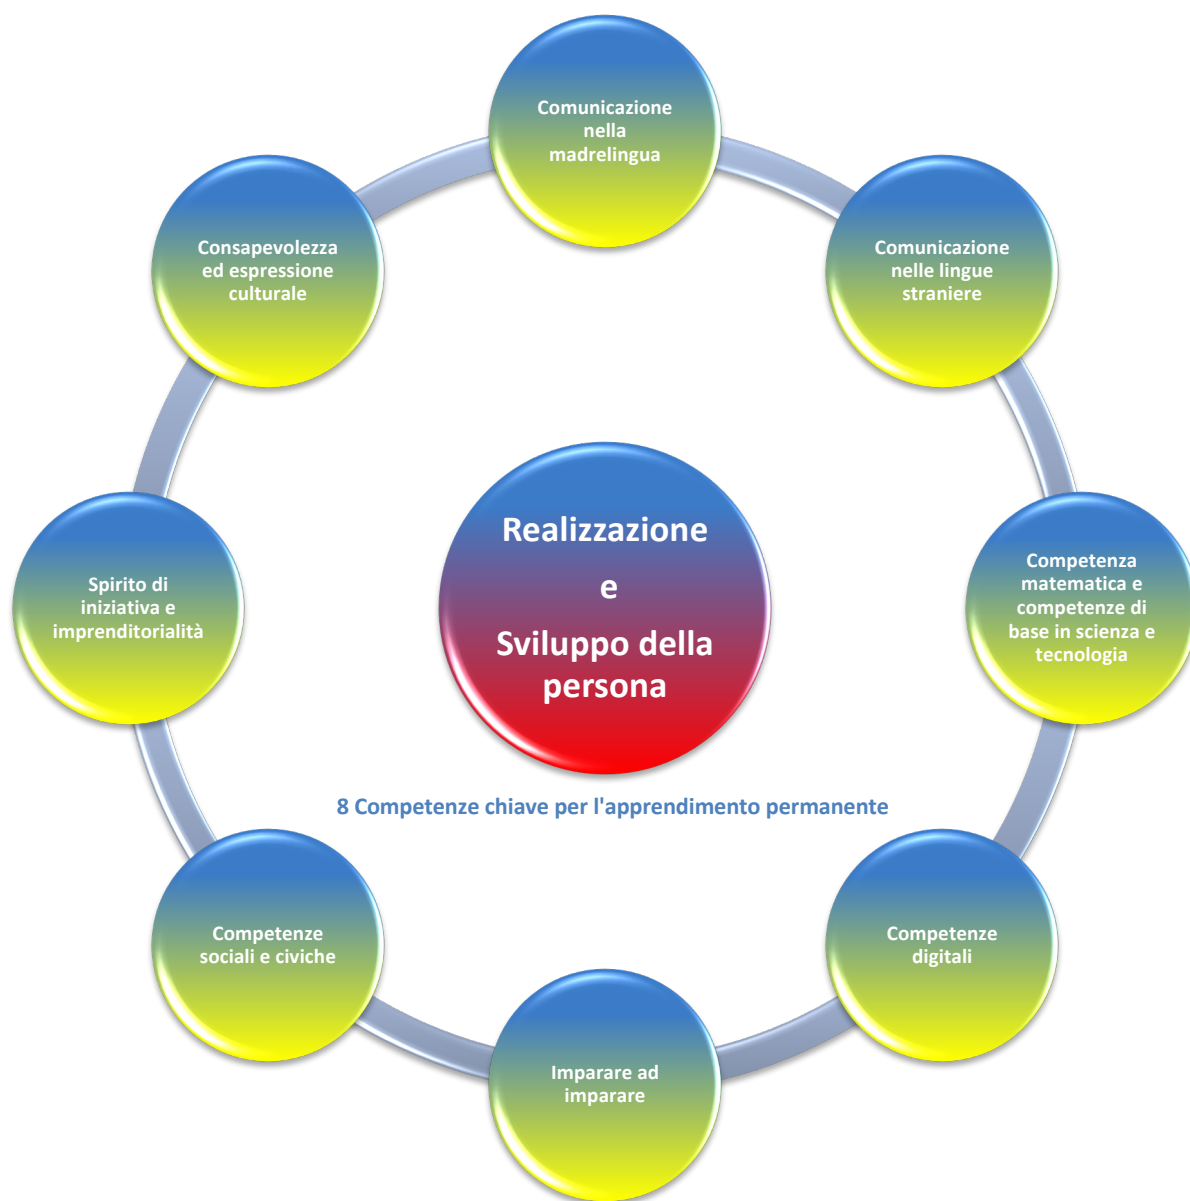 Comunicazione
nella
madrelingua
Comunicazione
nelle lingue
straniere
Competenza
matematica e
competenze di
base in scienza e
tecnologia
Competenze
digitali
Imparare ad
imparare
Competenze
sociali e civiche
Spirito di
iniziativa e
imprenditorialità
Consapevolezza
ed espressione
culturale
Realizzazione
e
Sviluppo della
persona
8 Competenze chiave per l'apprendimento permanente